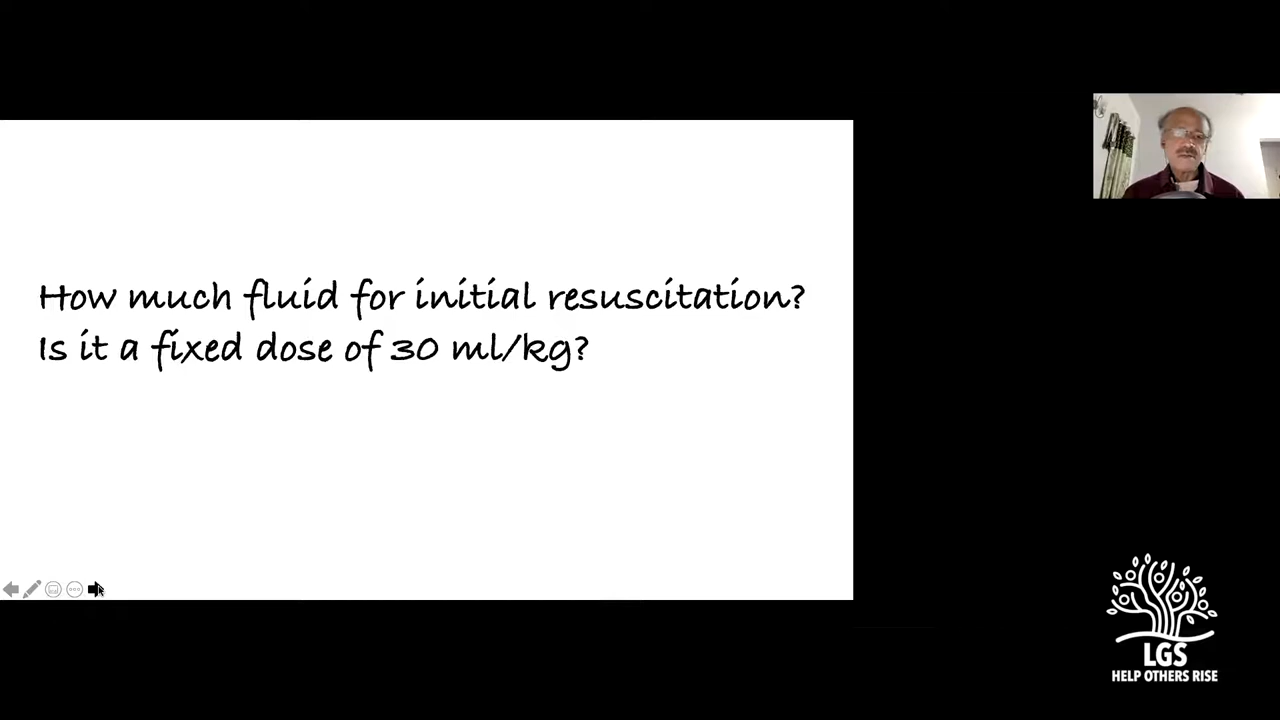 How much fluid for initial resuscitation?
Is it a fixed dose of 30 ml/kg?
LGS
HELP OTHERS RISE